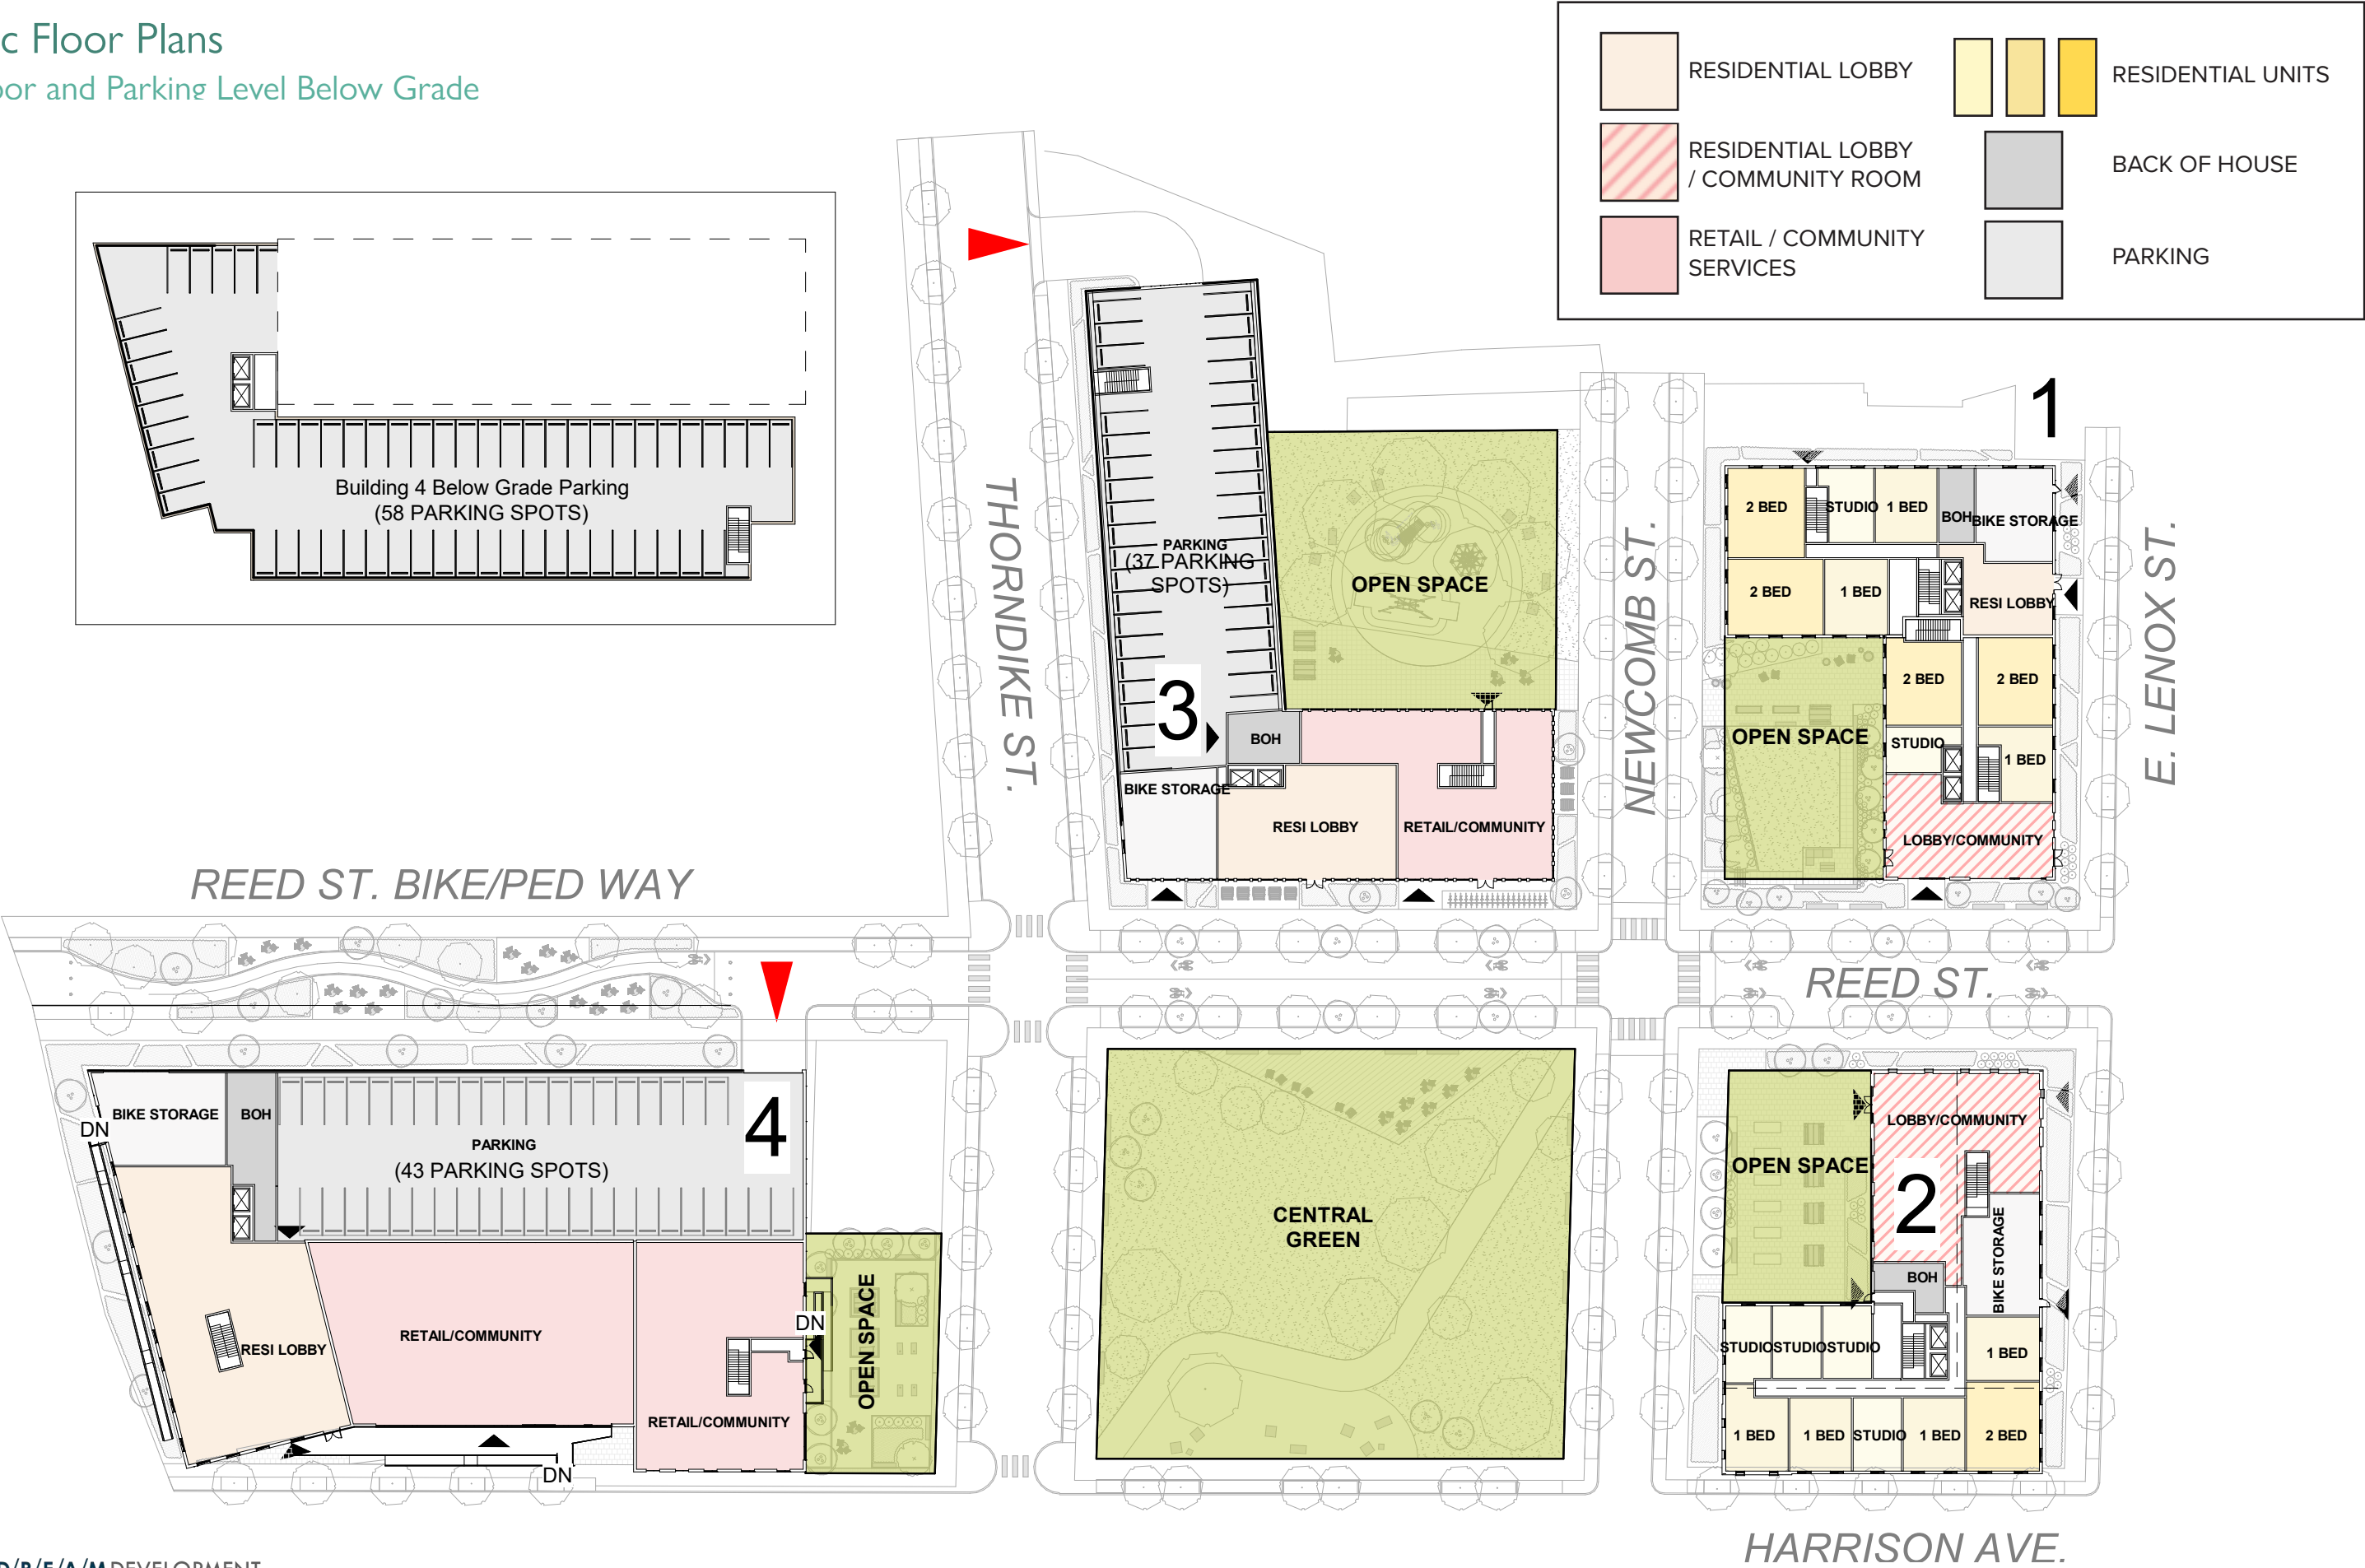 c Floor Plans
oor and Parking Level Below Grade
RESIDENTIAL LOBBY
RESIDENTIAL LOBBY
/ COMMUNITY ROOM
RETAIL / COMMUNITY
SERVICES
RESIDENTIAL UNITS
BACK OF HOUSE
PARKING
Building 4 Below Grade Parking
(58 PARKING SPOTS)
THORNDIKE ST.
PARKING
(37 PARKING
SPOTS)
OPEN SPACE
3
BOH
BIKE STORAGE
RESI LOBBY
RETAIL/COMMUNITY
NEWCOMB ST.
1
2 BED
STUDIO
1 BED
BOH
BIKE STORAGE
2 BED
1 BED
RESI LOBBY
2 BED
2 BED
OPEN SPACE
STUDIO
1 BED
LOBBY/COMMUNITY
E. LENOX ST.
REED ST. BIKE/PED WAY
REED ST.
BIKE STORAGE
BOH
DN
PARKING
(43 PARKING SPOTS)
4
RESI LOBBY
RETAIL/COMMUNITY
RETAIL/COMMUNITY
DN
OPEN SPACE
DN
CENTRAL
GREEN
LOBBY/COMMUNITY
OPEN SPACE
2
BIKE STORAGE
BOH
STUDIO
STUDIO
STUDIO
1 BED
1 BED
1 BED
STUDIO
1 BED
2 BED
HARRISON AVE.
D/R/E/A/M DEVELOPMENT